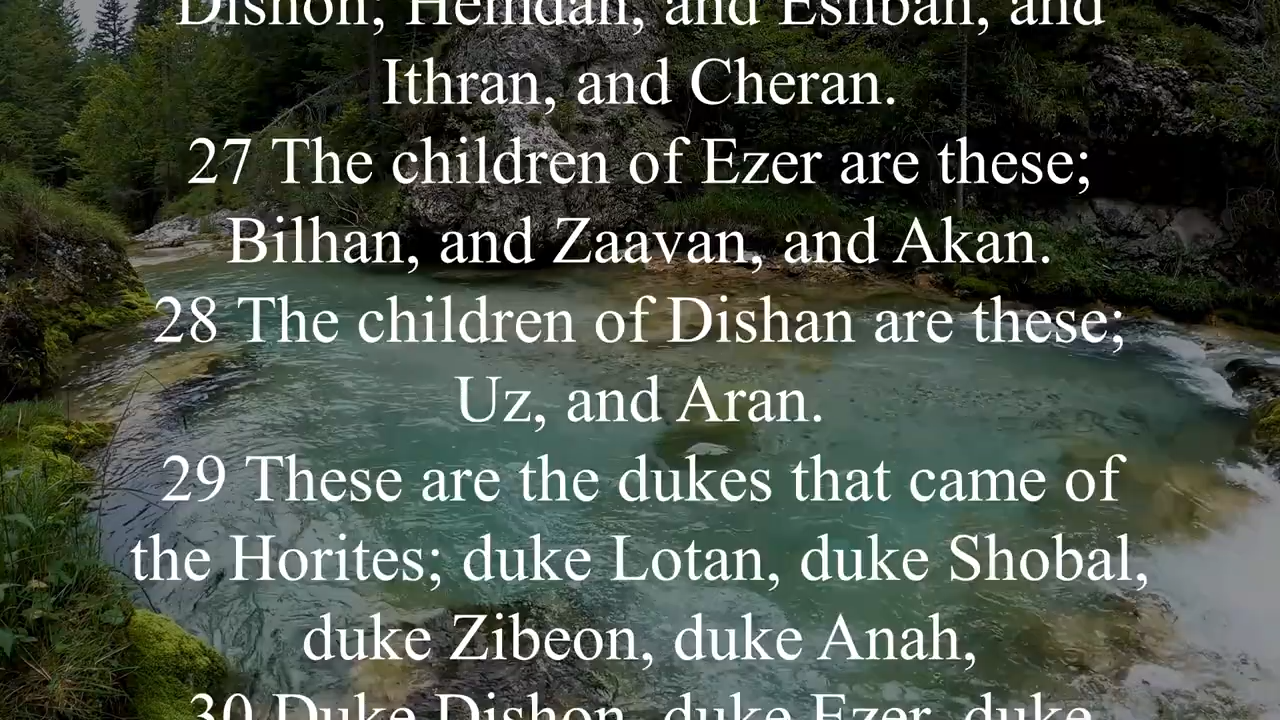 Dishon; Hemdan, and Eshban, and
Ithran, and Cheran.
27 The children of Ezer are these;
Bilhan, and Zaavan, and Akan.
28 The children of Dishan are these;
Uz, and Aran.
29 These are the dukes that came of
the Horites; duke Lotan, duke Shobal,
duke Zibeon, duke Anah,
30 Duke Dishon, duke Ezer, duke